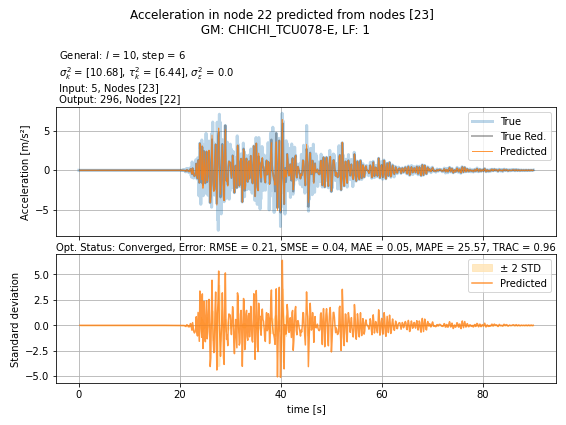 Acceleration in node 22 predicted from nodes [23]
GM: CHICHI_TCU078-E, LF: 1
General: l = 10, step = 6
σ²ₖ = [10.68], τ²ₖ = [6.44], σ²ε = 0.0
Input: 5, Nodes [23]
Output: 296, Nodes [22]
Acceleration [m/s²]
5
0
−5
True
True Red.
Predicted
Opt. Status: Converged, Error: RMSE = 0.21, SMSE = 0.04, MAE = 0.05, MAPE = 25.57, TRAC = 0.96
Standard deviation
5.0
2.5
0.0
−2.5
−5.0
± 2 STD
Predicted
0 20 40 60 80
time [s]